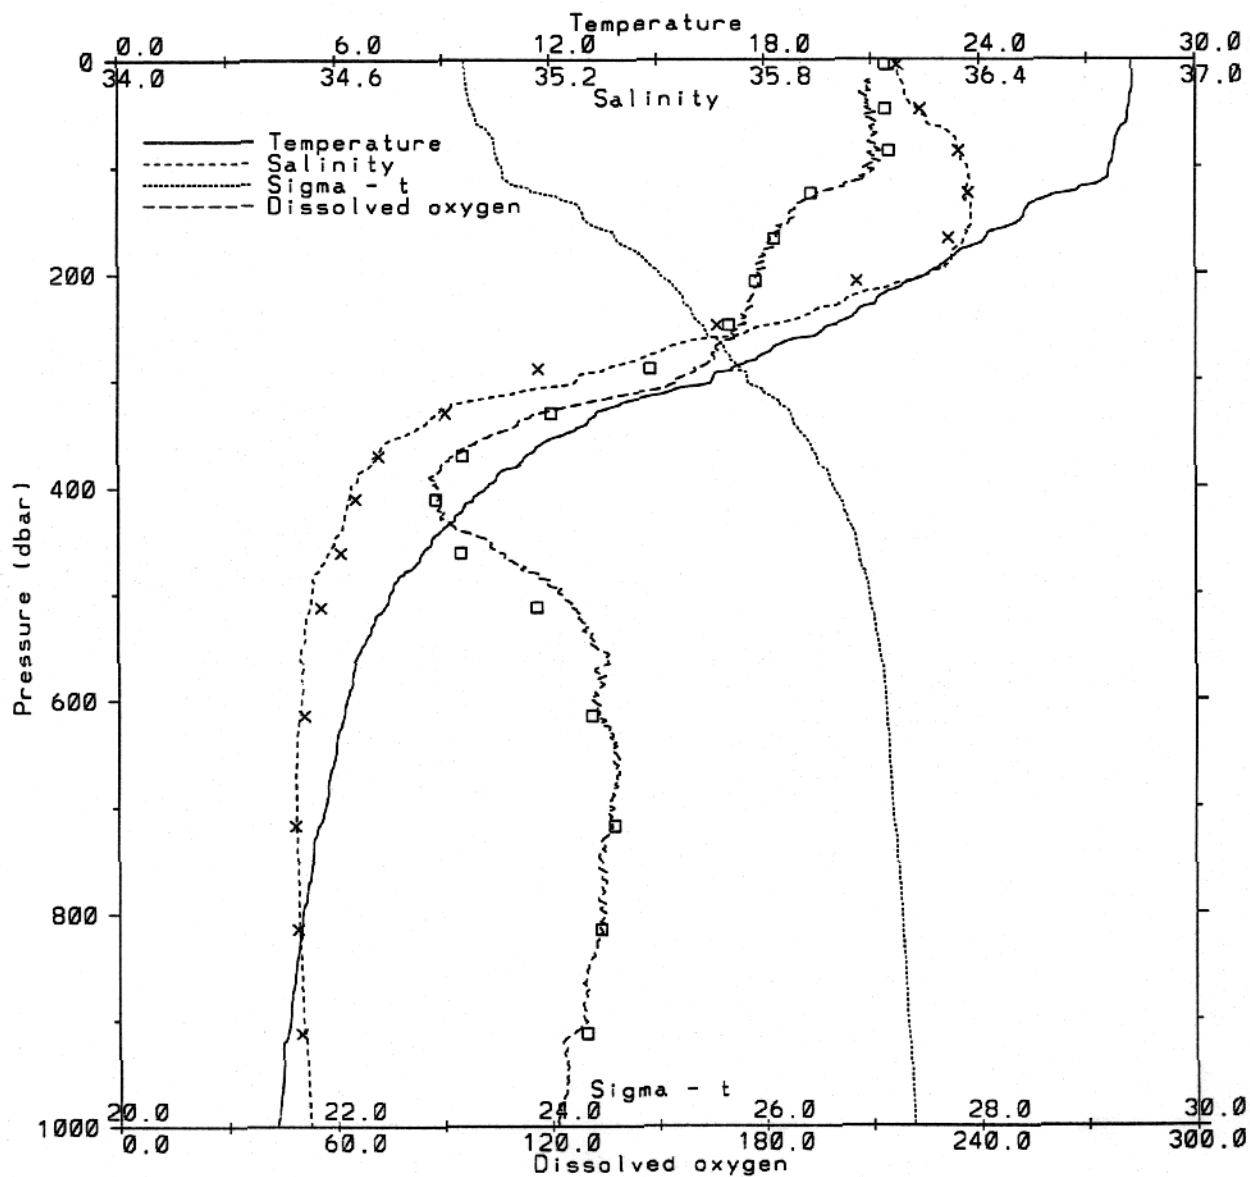 Temperature
0.0 6.0 12.0 18.0 24.0 30.0
0
34.0 34.6 35.2 35.8 36.4 37.0
Salinity
Temperature
Salinity
Sigma - t
Dissolved oxygen
200
400
600
800
1000
Pressure (dbar)
Sigma - t
20.0 22.0 24.0 26.0 28.0 30.0
0.0 60.0 120.0 180.0 240.0 300.0
Dissolved oxygen